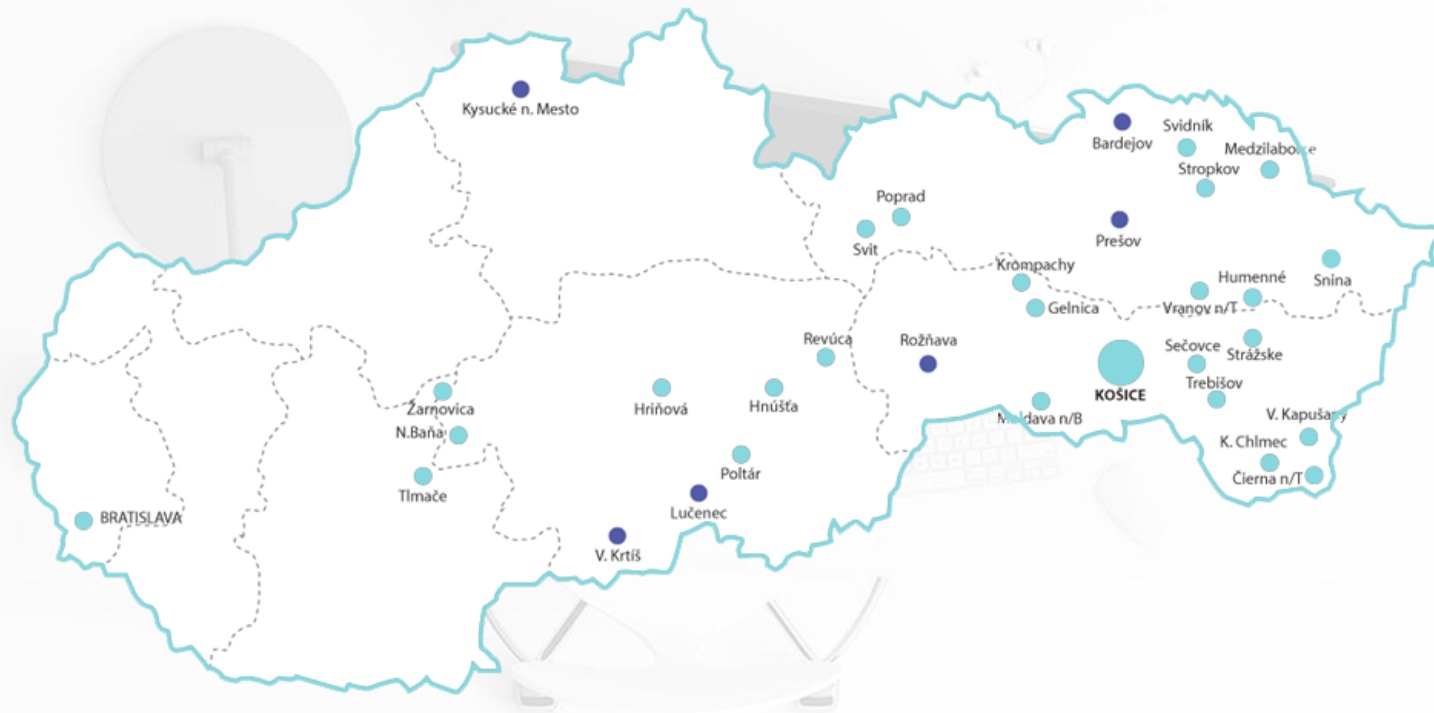 Kysucké n. Mesto
Bardejov
Svidník
Medzilaborce
Stropkov
Poprad
Svit
Prešov
Krompachy
Gelnica
Humenné
Vranov n/T
Snina
Revúca
Rožňava
Sečovce
Strážske
Trebišov
KOŠICE
Žarnovica
Hriňová
Hnúšťa
Moldava n/B
V. Kapušany
N.Baňa
K. Chlmec
Poltár
Čierna n/T
Tlmače
Lučenec
BRATISLAVA
V. Krtíš